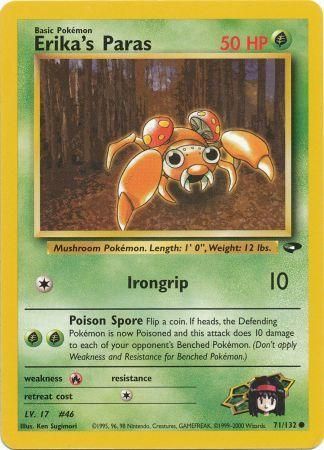 Basic Pokémon
Erika's Paras 50 HP
Mushroom Pokémon. Length: 1' 0", Weight: 12 lbs.
Irongrip 10
Poison Spore Flip a coin. If heads, the Defending
Pokémon is now Poisoned and this attack does 10 damage
to each of your opponent's Benched Pokémon. (Don't apply
Weakness and Resistance for Benched Pokémon.)
weakness resistance
retreat cost
LV. 17 #46
Illus. Ken Sugimori ©1995, 96, 98 Nintendo, Creatures, GAMEFREAK. ©1999-2000 Wizards. 71/132